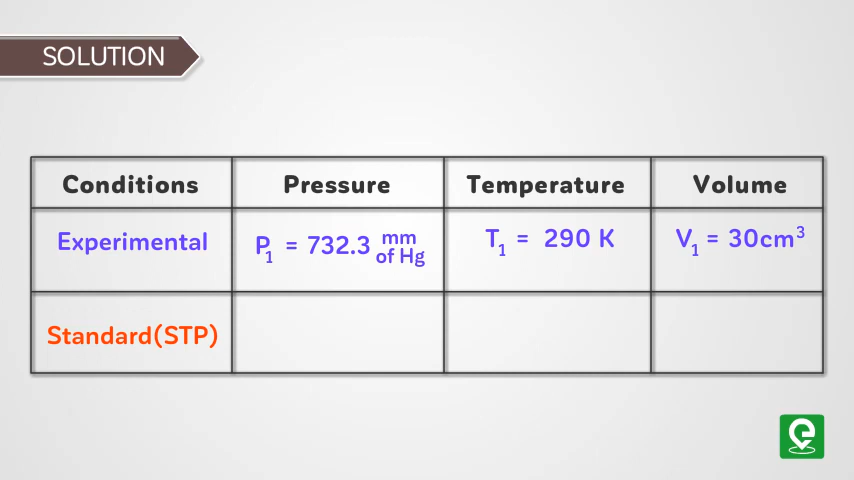 SOLUTION
Conditions Pressure Temperature Volume
Experimental P₁ = 732.3 mm of Hg T₁ = 290 K V₁ = 30cm³
Standard(STP)